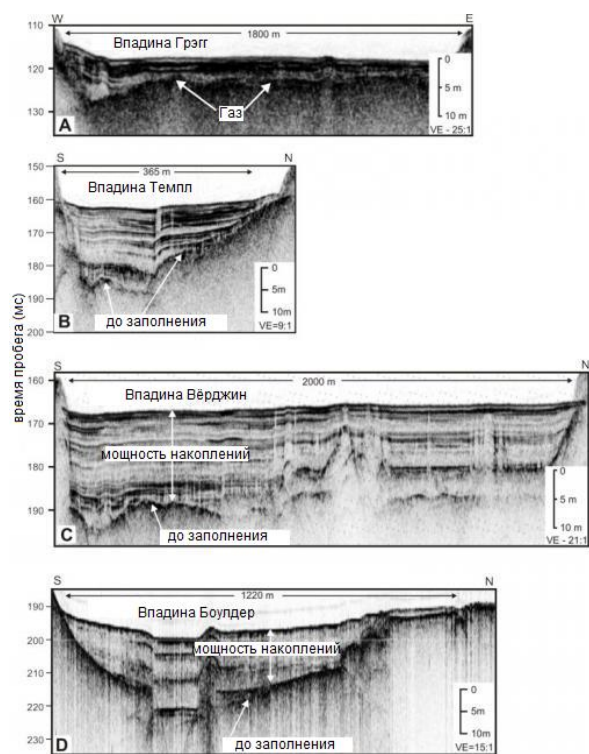 W E
110
Впадина Грэгг
1800 m
120
130
Газ
0
5 m
10 m
A
VE - 25:1
S N
150
365 m
Впадина Темпл
160
170
180
190
200
до заполнения
0
5m
10m
B
VE=9:1
время пробега (мс)
S N
160
2000 m
Впадина Вёрджин
170
мощность накоплений
180
190
до заполнения
0
5 m
10 m
C
VE - 21:1
S N
190
1220 m
Впадина Боулдер
200
мощность накоплений
210
220
230
до заполнения
0
5 m
10m
D
VE=15:1